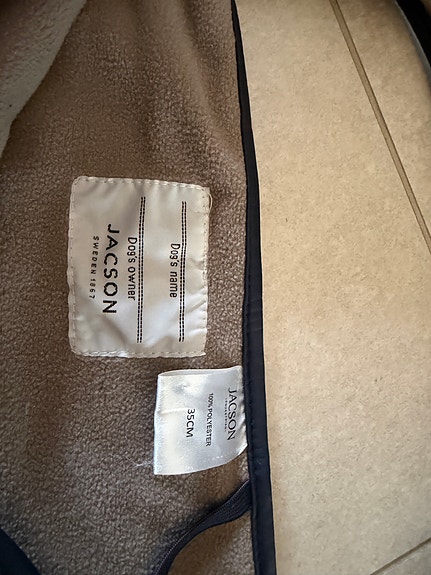 Dog's name
Dog's owner
JACSON
SWEDEN 1867
JACSON
100% POLYESTER
35CM